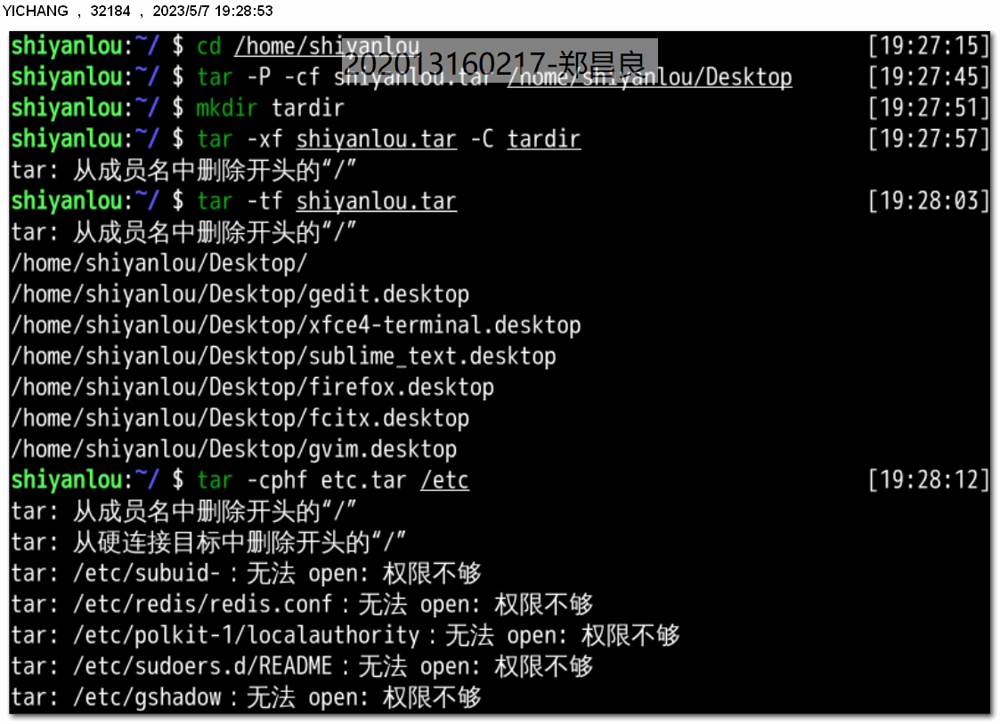 YICHANG , 32184 , 2023/5/7 19:28:53
shiyanlou:~/ $ cd /home/shiyanlou [19:27:15]
202013160217-郑昌良
shiyanlou:~/ $ tar -P -cf shiyanlou.tar /home/shiyanlou/Desktop [19:27:45]
shiyanlou:~/ $ mkdir tardir [19:27:51]
shiyanlou:~/ $ tar -xf shiyanlou.tar -C tardir [19:27:57]
tar: 从成员名中删除开头的“/”
shiyanlou:~/ $ tar -tf shiyanlou.tar [19:28:03]
tar: 从成员名中删除开头的“/”
/home/shiyanlou/Desktop/
/home/shiyanlou/Desktop/gedit.desktop
/home/shiyanlou/Desktop/xfce4-terminal.desktop
/home/shiyanlou/Desktop/sublime_text.desktop
/home/shiyanlou/Desktop/firefox.desktop
/home/shiyanlou/Desktop/fcitx.desktop
/home/shiyanlou/Desktop/gvim.desktop
shiyanlou:~/ $ tar -cphf etc.tar /etc [19:28:12]
tar: 从成员名中删除开头的“/”
tar: 从硬连接目标中删除开头的“/”
tar: /etc/subuid-：无法 open: 权限不够
tar: /etc/redis/redis.conf：无法 open: 权限不够
tar: /etc/polkit-1/localauthority：无法 open: 权限不够
tar: /etc/sudoers.d/README：无法 open: 权限不够
tar: /etc/gshadow：无法 open: 权限不够